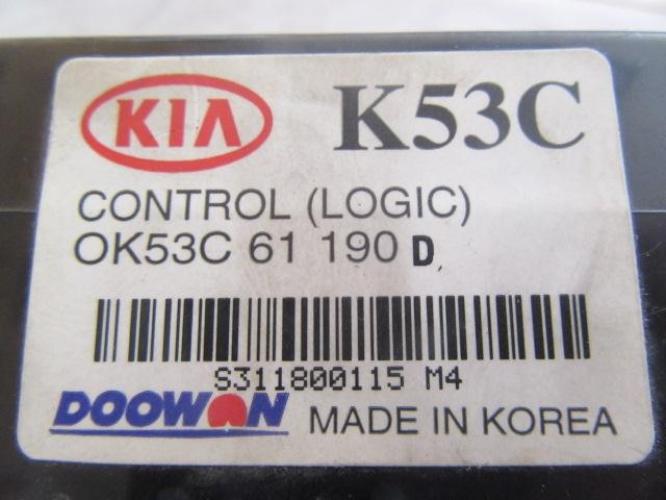 KIA K53C
CONTROL (LOGIC)
OK53C 61 190 D
S311800115 M4
DOOWON MADE IN KOREA